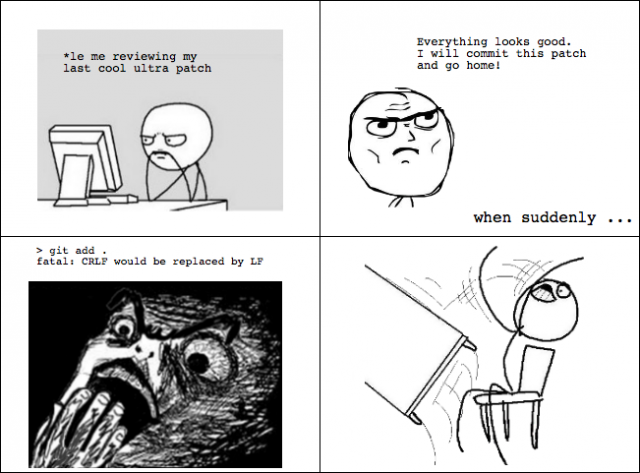 *le me reviewing my
last cool ultra patch
Everything looks good.
I will commit this patch
and go home!
when suddenly ...
> git add .
fatal: CRLF would be replaced by LF